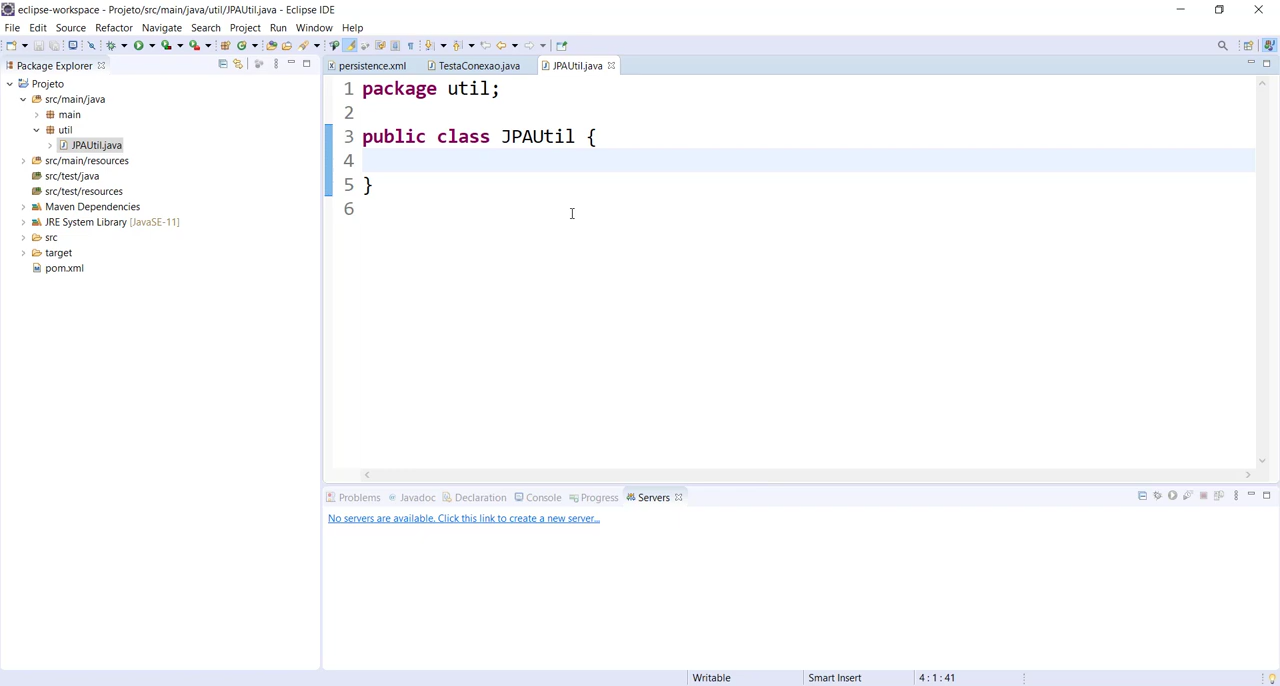 eclipse-workspace - Projeto/src/main/java/util/JPAUtil.java - Eclipse IDE
File Edit Source Refactor Navigate Search Project Run Window Help
Package Explorer
persistence.xml TestaConexao.java JPAUtil.java
Projeto
src/main/java
main
util
JPAUtil.java
src/main/resources
src/test/java
src/test/resources
Maven Dependencies
JRE System Library [JavaSE-11]
src
target
pom.xml
1 package util;
2
3 public class JPAUtil {
4
5 }
6
Problems Javadoc Declaration Console Progress Servers
No servers are available. Click this link to create a new server...
Writable Smart Insert 4 : 1 : 41